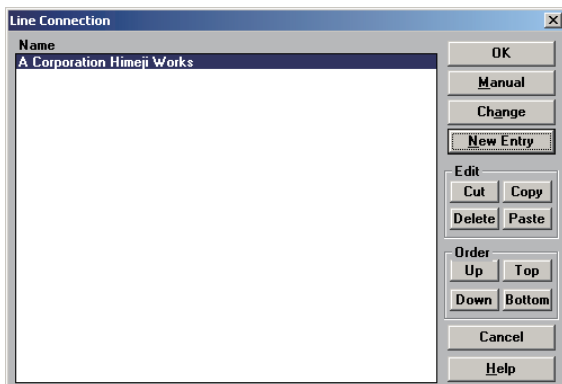 Line Connection
Name
A Corporation Himeji Works
OK
Manual
Change
New Entry
Edit
Cut Copy
Delete Paste
Order
Up Top
Down Bottom
Cancel
Help